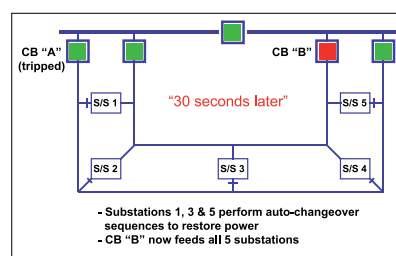 CB “A”
(tripped)
CB “B”
S/S 1
“30 seconds later”
S/S 5
S/S 2
S/S 3
S/S 4
- Substations 1, 3 & 5 perform auto-changeover
sequences to restore power
- CB “B” now feeds all 5 substations